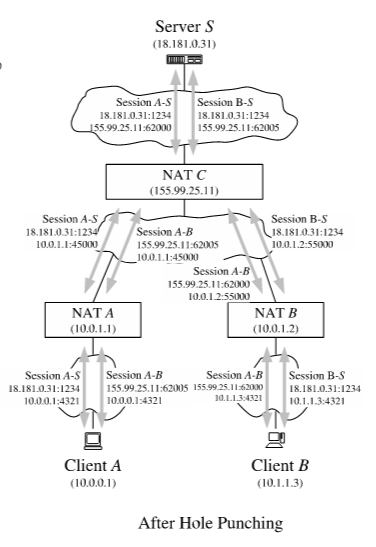 Server S
(18.181.0.31)
Session A-S
18.181.0.31:1234
155.99.25.11:62000
Session B-S
18.181.0.31:1234
155.99.25.11:62005
NAT C
(155.99.25.11)
Session A-S
18.181.0.31:1234
10.0.1.1:45000
Session A-B
155.99.25.11:62005
10.0.1.1:45000
Session B-S
18.181.0.31:1234
10.0.1.2:55000
Session A-B
155.99.25.11:62000
10.0.1.2:55000
NAT A
(10.0.1.1)
NAT B
(10.0.1.2)
Session A-S
18.181.0.31:1234
10.0.0.1:4321
Session A-B
155.99.25.11:62005
10.0.0.1:4321
Session A-B
155.99.25.11:62000
10.1.1.3:4321
Session B-S
18.181.0.31:1234
10.1.1.3:4321
Client A
(10.0.0.1)
Client B
(10.1.1.3)
After Hole Punching